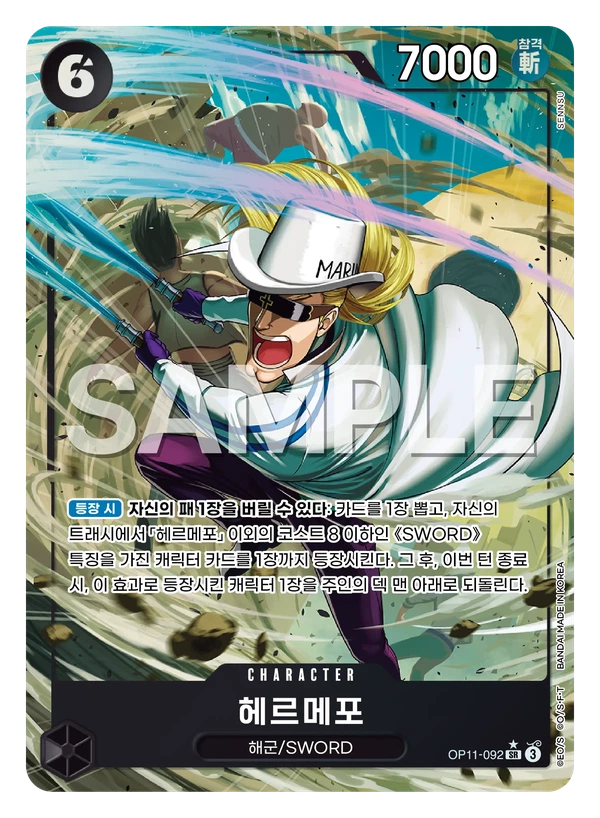 6
7000
참격
斬
SENNSU
MARIN
SAMPLE
등장 시 자신의 패 1장을 버릴 수 있다: 카드를 1장 뽑고, 자신의
트래시에서 「헤르메포」 이외의 코스트 8 이하인 《SWORD》
특징을 가진 캐릭터 카드를 1장까지 등장시킨다. 그 후, 이번 턴 종료
시, 이 효과로 등장시킨 캐릭터 1장을 주인의 덱 맨 아래로 되돌린다.
CHARACTER
헤르메포
해군/SWORD
OP11-092 SR 3
©EO/S ©O/S·F·T BANDAI MADE IN KOREA